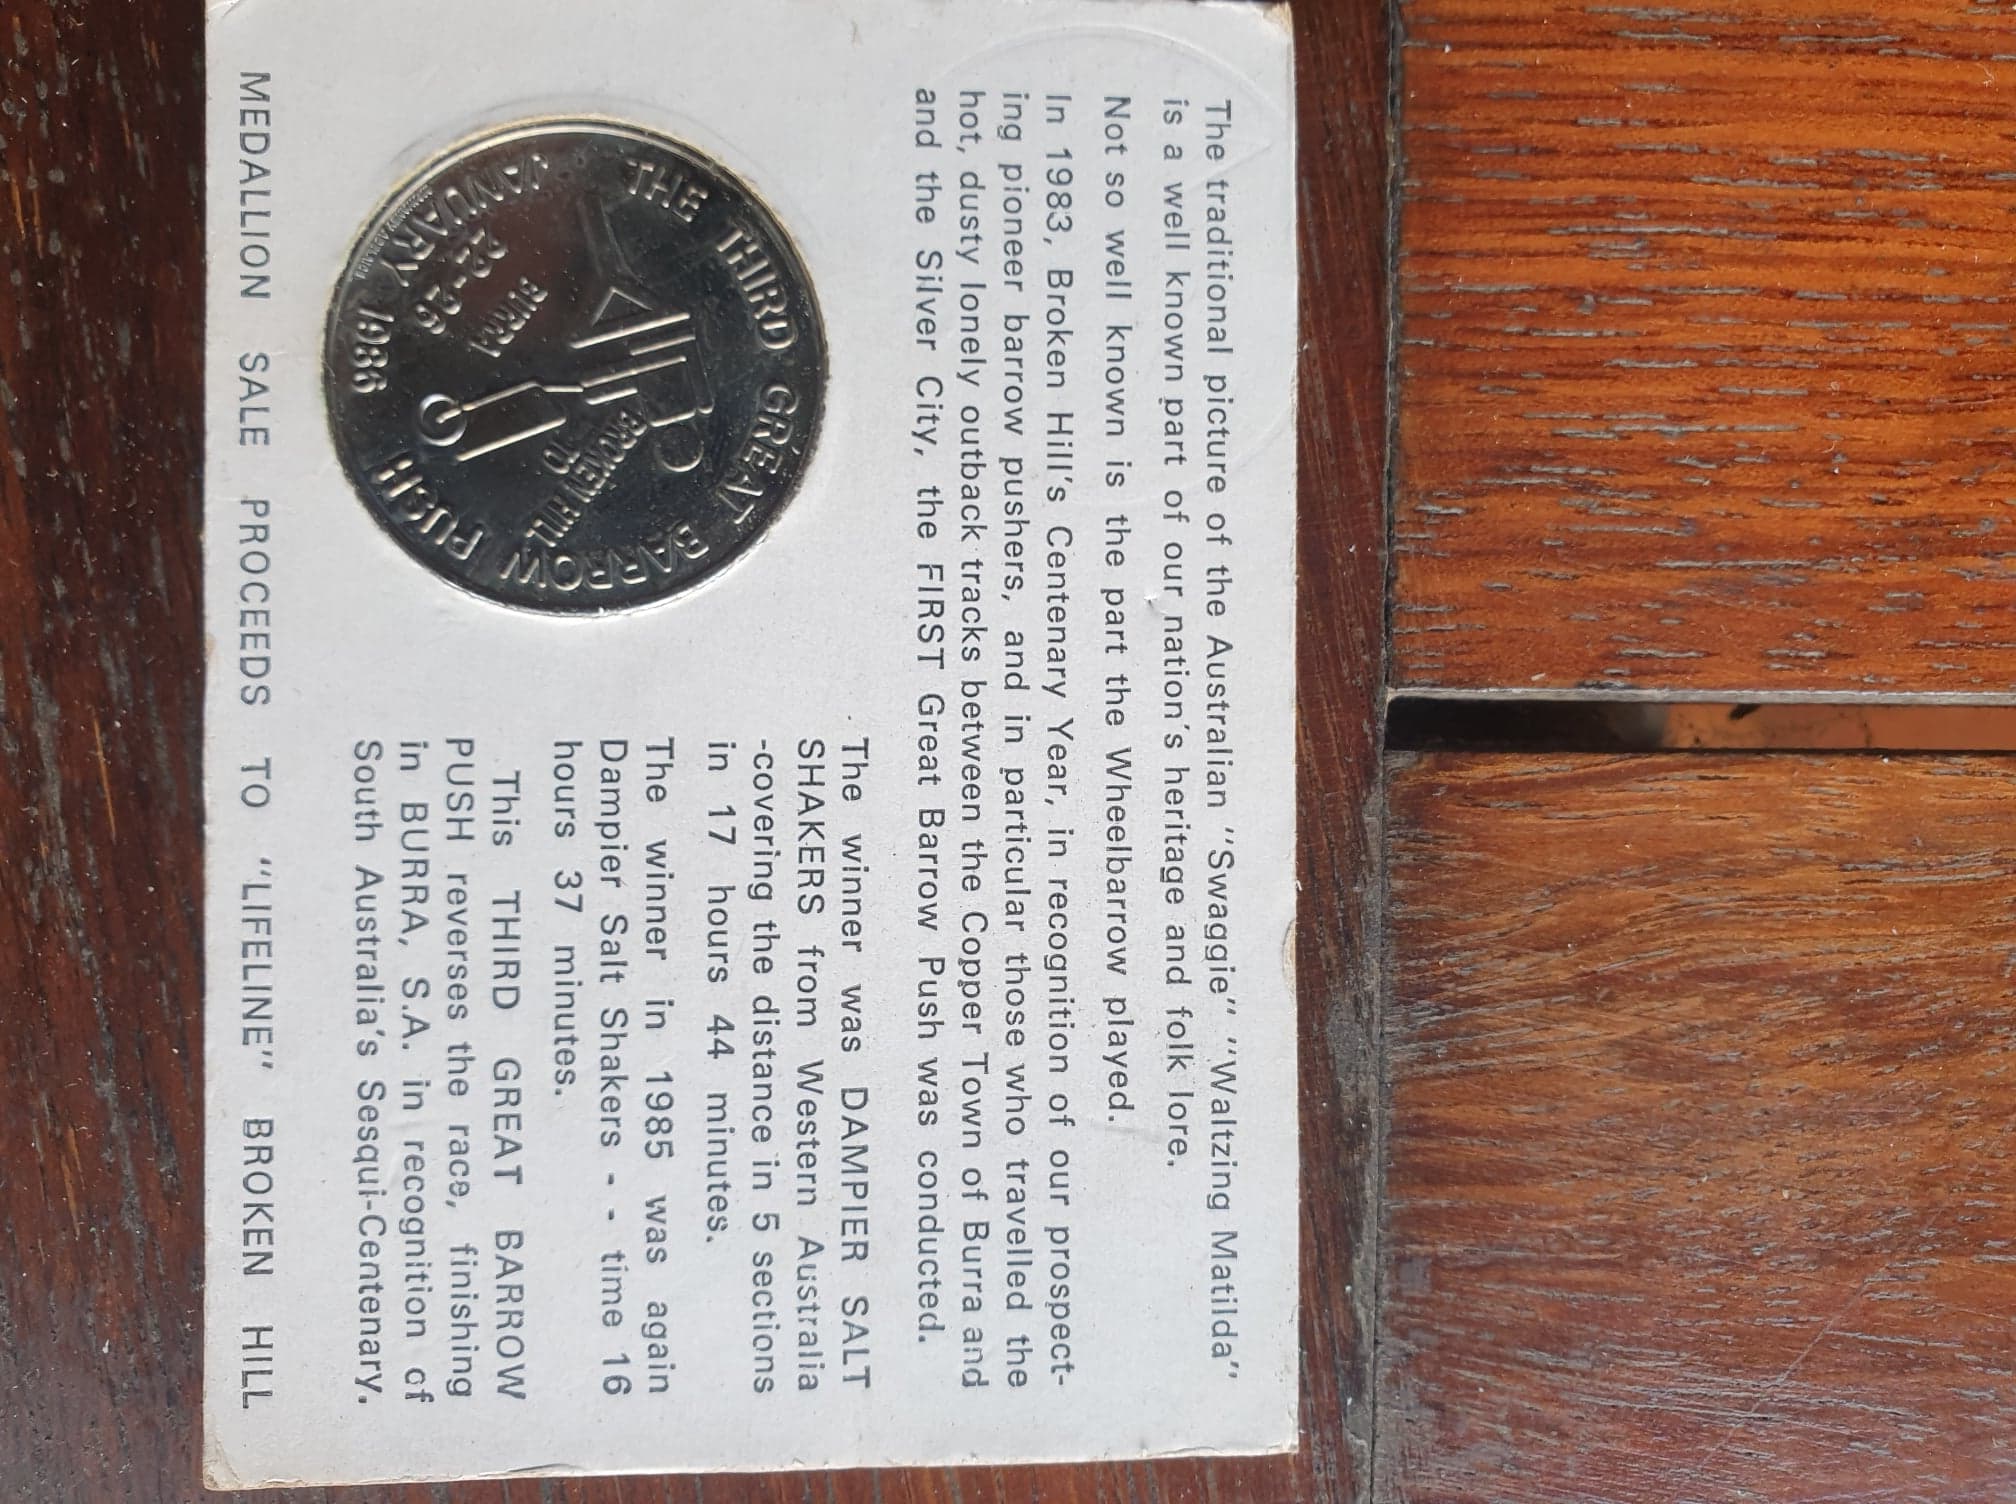 The traditional picture of the Australian ''Swaggie'' ''Waltzing Matilda''
is a well known part of our nation's heritage and folk lore.
Not so well known is the part the Wheelbarrow played.
In 1983, Broken Hill's Centenary Year, in recognition of our prospect-
ing pioneer barrow pushers, and in particular those who travelled the
hot, dusty lonely outback tracks between the Copper Town of Burra and
and the Silver City, the FIRST Great Barrow Push was conducted.
The winner was DAMPIER SALT
SHAKERS from Western Australia
-covering the distance in 5 sections
in 17 hours 44 minutes.
The winner in 1985 was again
Dampier Salt Shakers - - time 16
hours 37 minutes.
This THIRD GREAT BARROW
PUSH reverses the race, finishing
in BURRA, S.A. in recognition of
South Australia's Sesqui-Centenary.
THE THIRD GREAT BARROW PUSH
BROKEN HILL
TO
BURRA
22-26
JANUARY 1986
MEDALLION SALE PROCEEDS TO ''LIFELINE'' BROKEN HILL